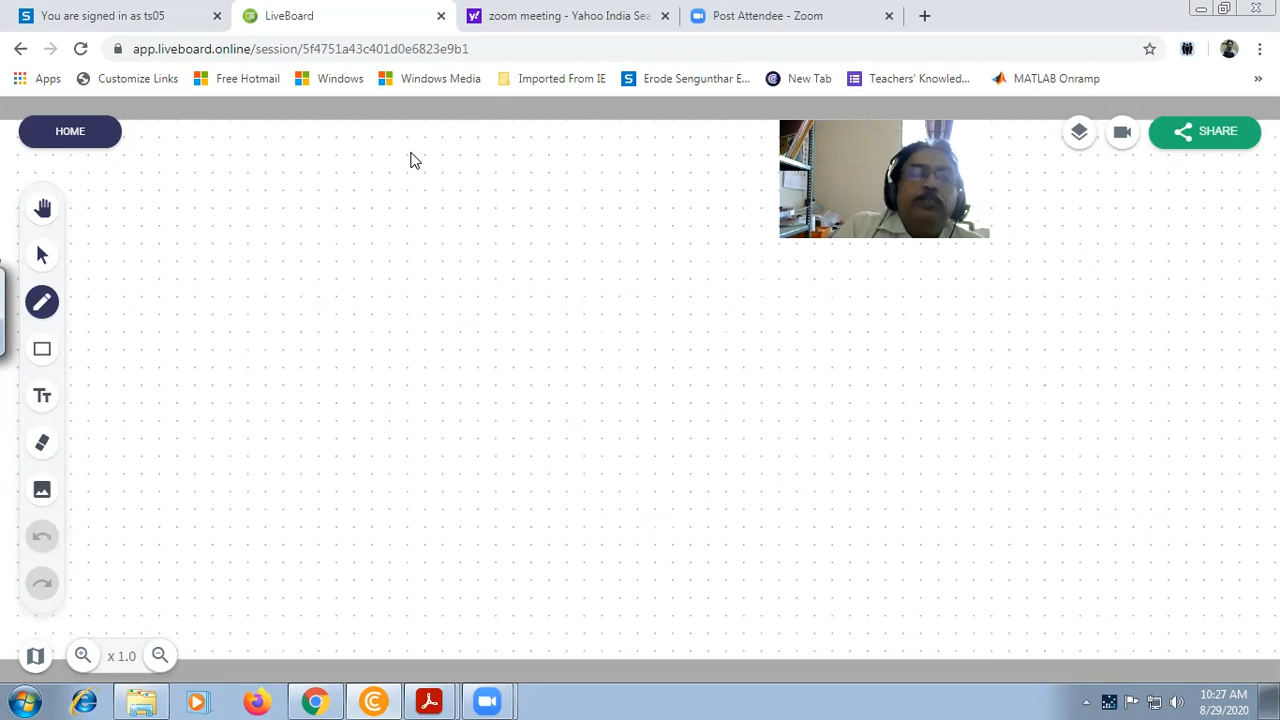 You are signed in as ts05
LiveBoard
zoom meeting - Yahoo India Sea
Post Attendee - Zoom
app.liveboard.online/session/5f4751a43c401d0e6823e9b1
Apps
Customize Links
Free Hotmail
Windows
Windows Media
Imported From IE
Erode Sengunthar E...
New Tab
Teachers' Knowled...
MATLAB Onramp
»
HOME
SHARE
Tт
x 1.0
10:27 AM
8/29/2020